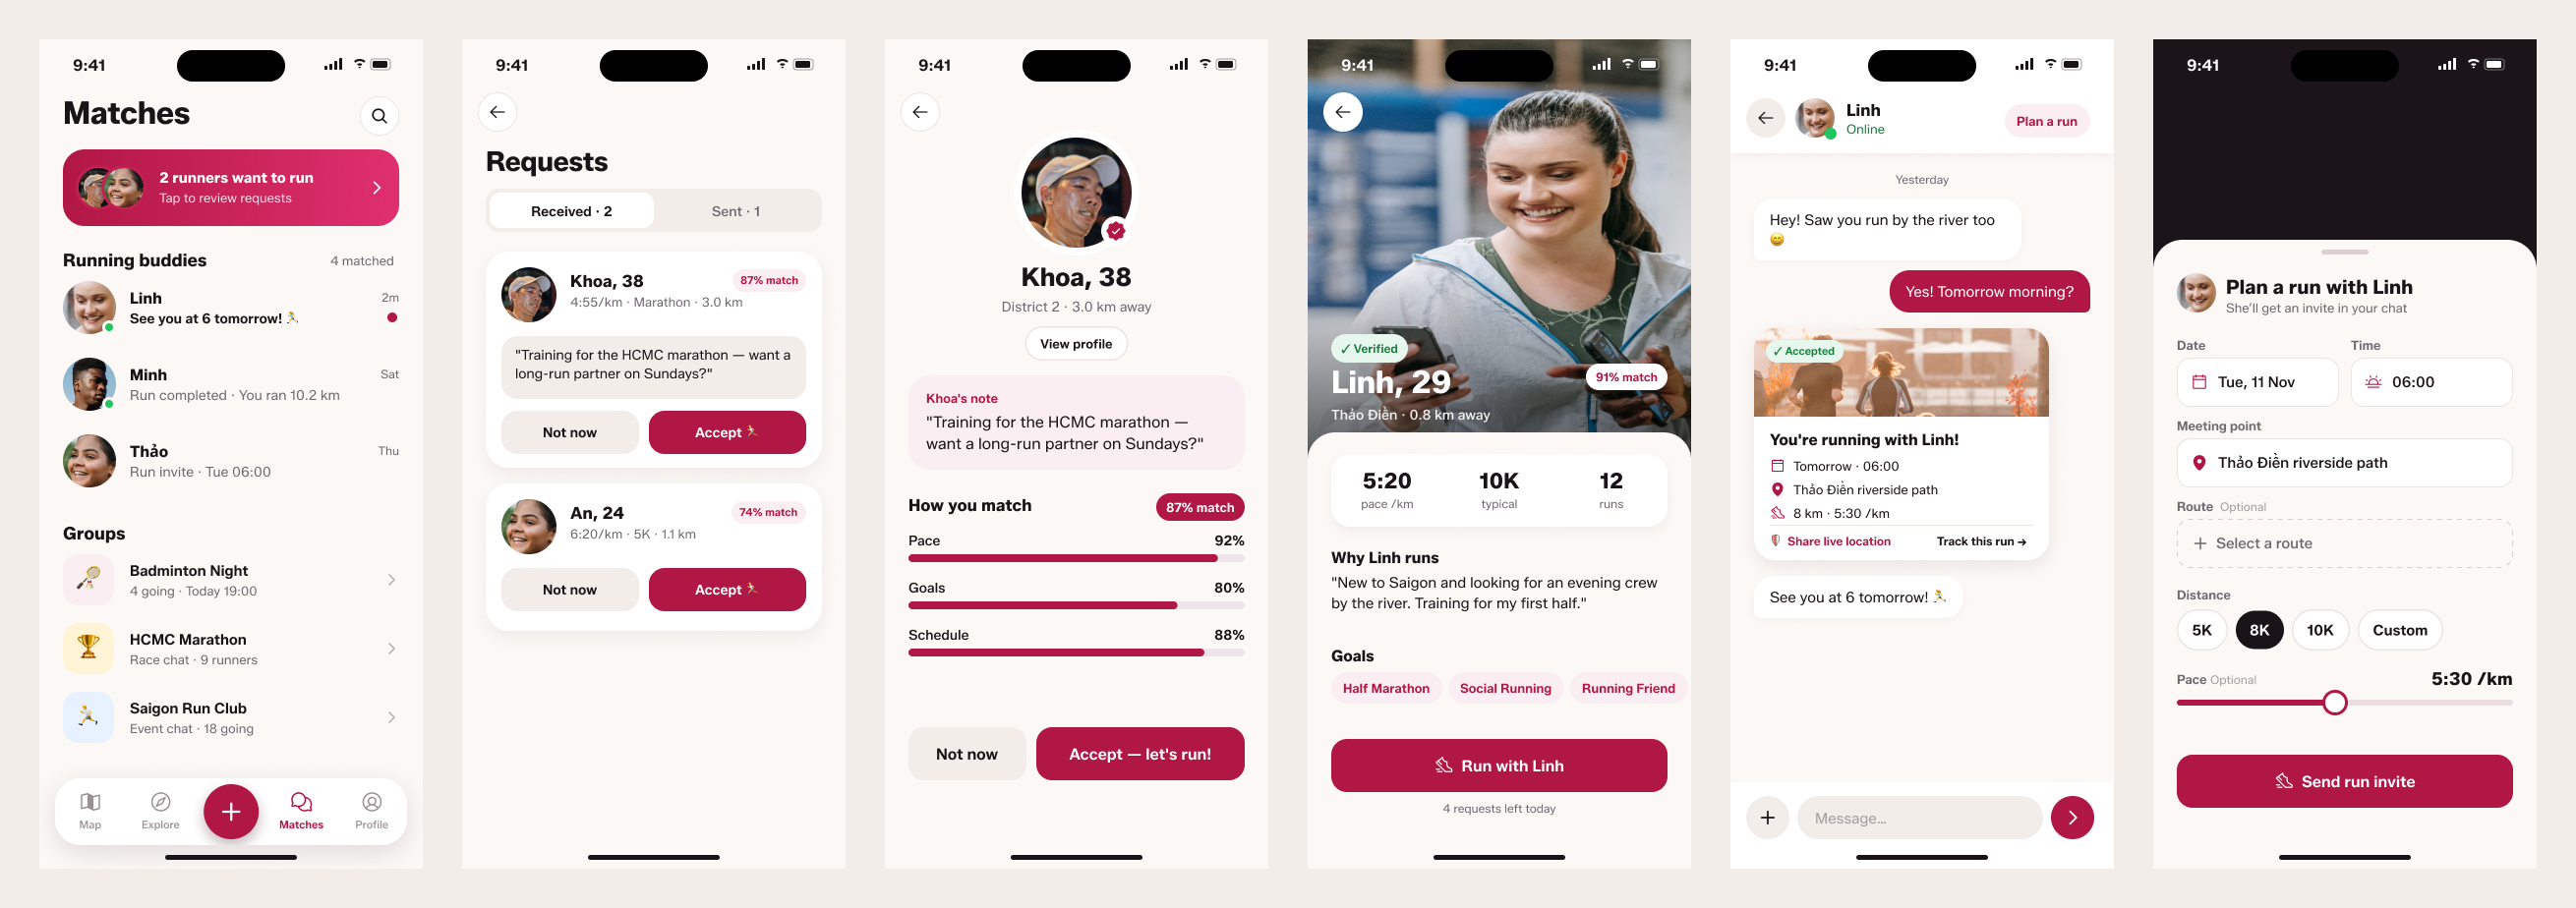 9:41
Matches
2 runners want to run
Tap to review requests
Running buddies
4 matched
Linh
2m
See you at 6 tomorrow! 🏃
Minh
Sat
Run completed · You ran 10.2 km
Thảo
Thu
Run invite · Tue 06:00
Groups
Badminton Night
4 going · Today 19:00
HCMC Marathon
Race chat · 9 runners
Saigon Run Club
Event chat · 18 going
Map
Explore
Matches
Profile
9:41
Requests
Received · 2
Sent · 1
Khoa, 38
87% match
4:55/km · Marathon · 3.0 km
"Training for the HCMC marathon — want a
long-run partner on Sundays?"
Not now
Accept 🏃
An, 24
74% match
6:20/km · 5K · 1.1 km
Not now
Accept 🏃
9:41
Khoa, 38
District 2 · 3.0 km away
View profile
Khoa's note
"Training for the HCMC marathon —
want a long-run partner on Sundays?"
How you match
87% match
Pace
92%
Goals
80%
Schedule
88%
Not now
Accept — let's run!
9:41
✓ Verified
Linh, 29
91% match
Thảo Điền · 0.8 km away
5:20
pace /km
10K
typical
12
runs
Why Linh runs
"New to Saigon and looking for an evening crew
by the river. Training for my first half."
Goals
Half Marathon
Social Running
Running Friend
Run with Linh
4 requests left today
9:41
Linh
Online
Plan a run
Yesterday
Hey! Saw you run by the river too
😄
Yes! Tomorrow morning?
✓ Accepted
You're running with Linh!
Tomorrow · 06:00
Thảo Điền riverside path
8 km · 5:30 /km
Share live location
Track this run →
See you at 6 tomorrow! 🏃
Message...
9:41
Plan a run with Linh
She'll get an invite in your chat
Date
Time
Tue, 11 Nov
06:00
Meeting point
Thảo Điền riverside path
Route Optional
Select a route
Distance
5K
8K
10K
Custom
Pace Optional
5:30 /km
Send run invite